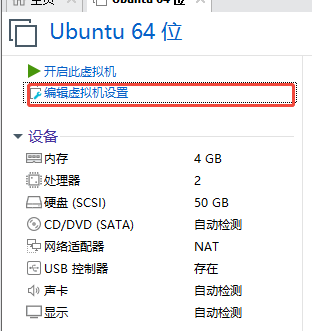 主页
Ubuntu 64 位
Ubuntu 64 位
开启此虚拟机
编辑虚拟机设置
设备
内存 4 GB
处理器 2
硬盘 (SCSI) 50 GB
CD/DVD (SATA) 自动检测
网络适配器 NAT
USB 控制器 存在
声卡 自动检测
显示 自动检测